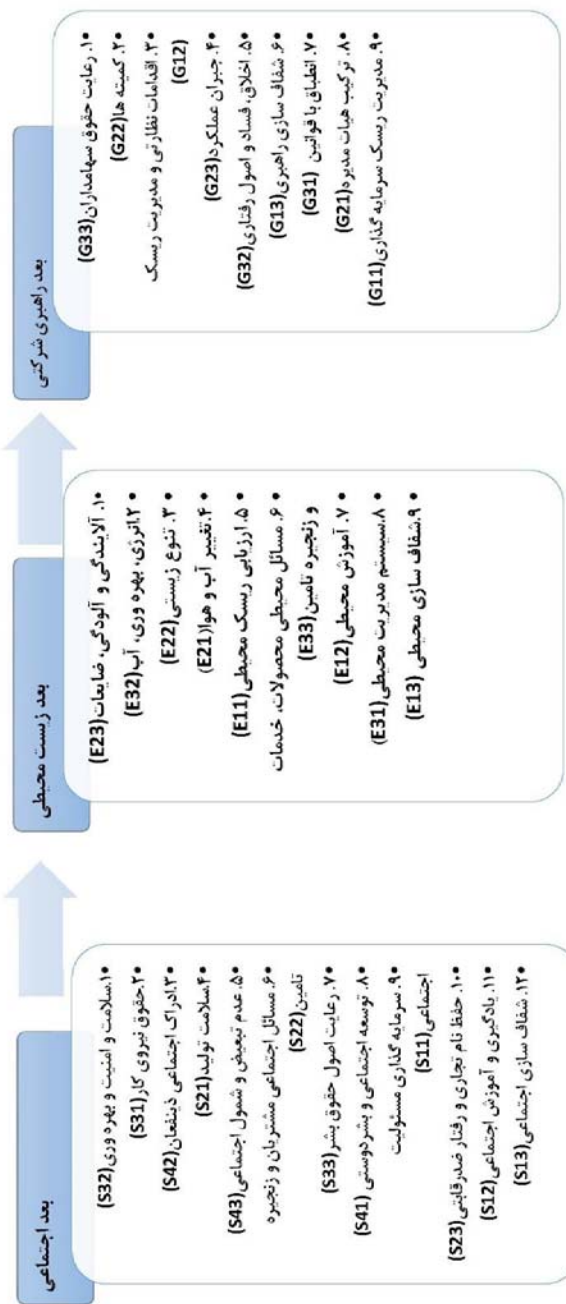 بعد اجتماعی
•۱.سلامت و امنیت و بهره وری(S32)
•۲.حقوق نیروی کار(S31)
•۳.ادراک اجتماعی ذینفعان(S42)
•۴.سلامت تولید(S21)
•۵. عدم تبعیض و شمول اجتماعی(S43)
•۶. مسائل اجتماعی مشتریان و زنجیره
تامین(S22)
•۷. رعایت اصول حقوق بشر(S33)
•۸. توسعه اجتماعی و بشردوستی (S41)
•۹. سرمایه گذاری مسئولیت
اجتماعی(S11)
•۱۰. حفظ نام تجاری و رفتار ضدرقابتی(S23)
•۱۱. یادگیری و آموزش اجتماعی(S12)
•۱۲. شفاف سازی اجتماعی(S13)
بعد زیست محیطی
•۱. آلایندگی و آلودگی، ضایعات(E23)
•۲.انرژی، بهره وری، آب(E32)
•۳. تنوع زیستی(E22)
•۴.تغییر آب و هوا(E21)
•۵. ارزیابی ریسک محیطی(E11)
•۶. مسائل محیطی محصولات، خدمات
و زنجیره تامین(E33)
•۷. آموزش محیطی(E12)
•۸.سیستم مدیریت محیطی(E31)
•۹.شفاف سازی محیطی (E13)
بعد راهبری شرکتی
•۱. رعایت حقوق سهامداران(G33)
•۲. کمیته ها(G22)
•۳. اقدامات نظارتی و مدیریت ریسک
(G12)
•۴. جبران عملکرد(G23)
•۵. اخلاق، فساد و اصول رفتاری(G32)
•۶. شفاف سازی راهبری(G13)
•۷. انطباق با قوانین (G31)
•۸. ترکیب هیات مدیره(G21)
•۹. مدیریت ریسک سرمایه گذاری(G11)